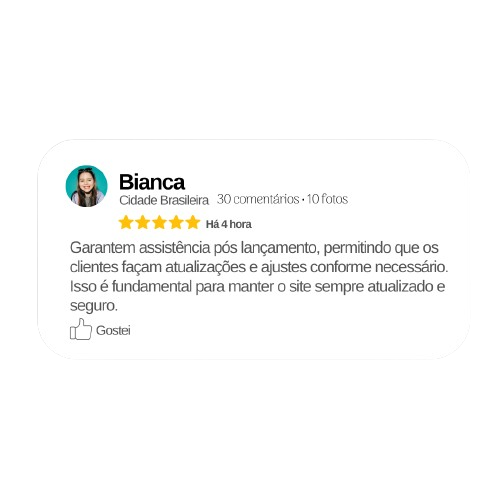 Bianca
Cidade Brasileira 30 comentários • 10 fotos
Há 4 hora
Garantem assistência pós lançamento, permitindo que os
clientes façam atualizações e ajustes conforme necessário.
Isso é fundamental para manter o site sempre atualizado e
seguro.
Gostei